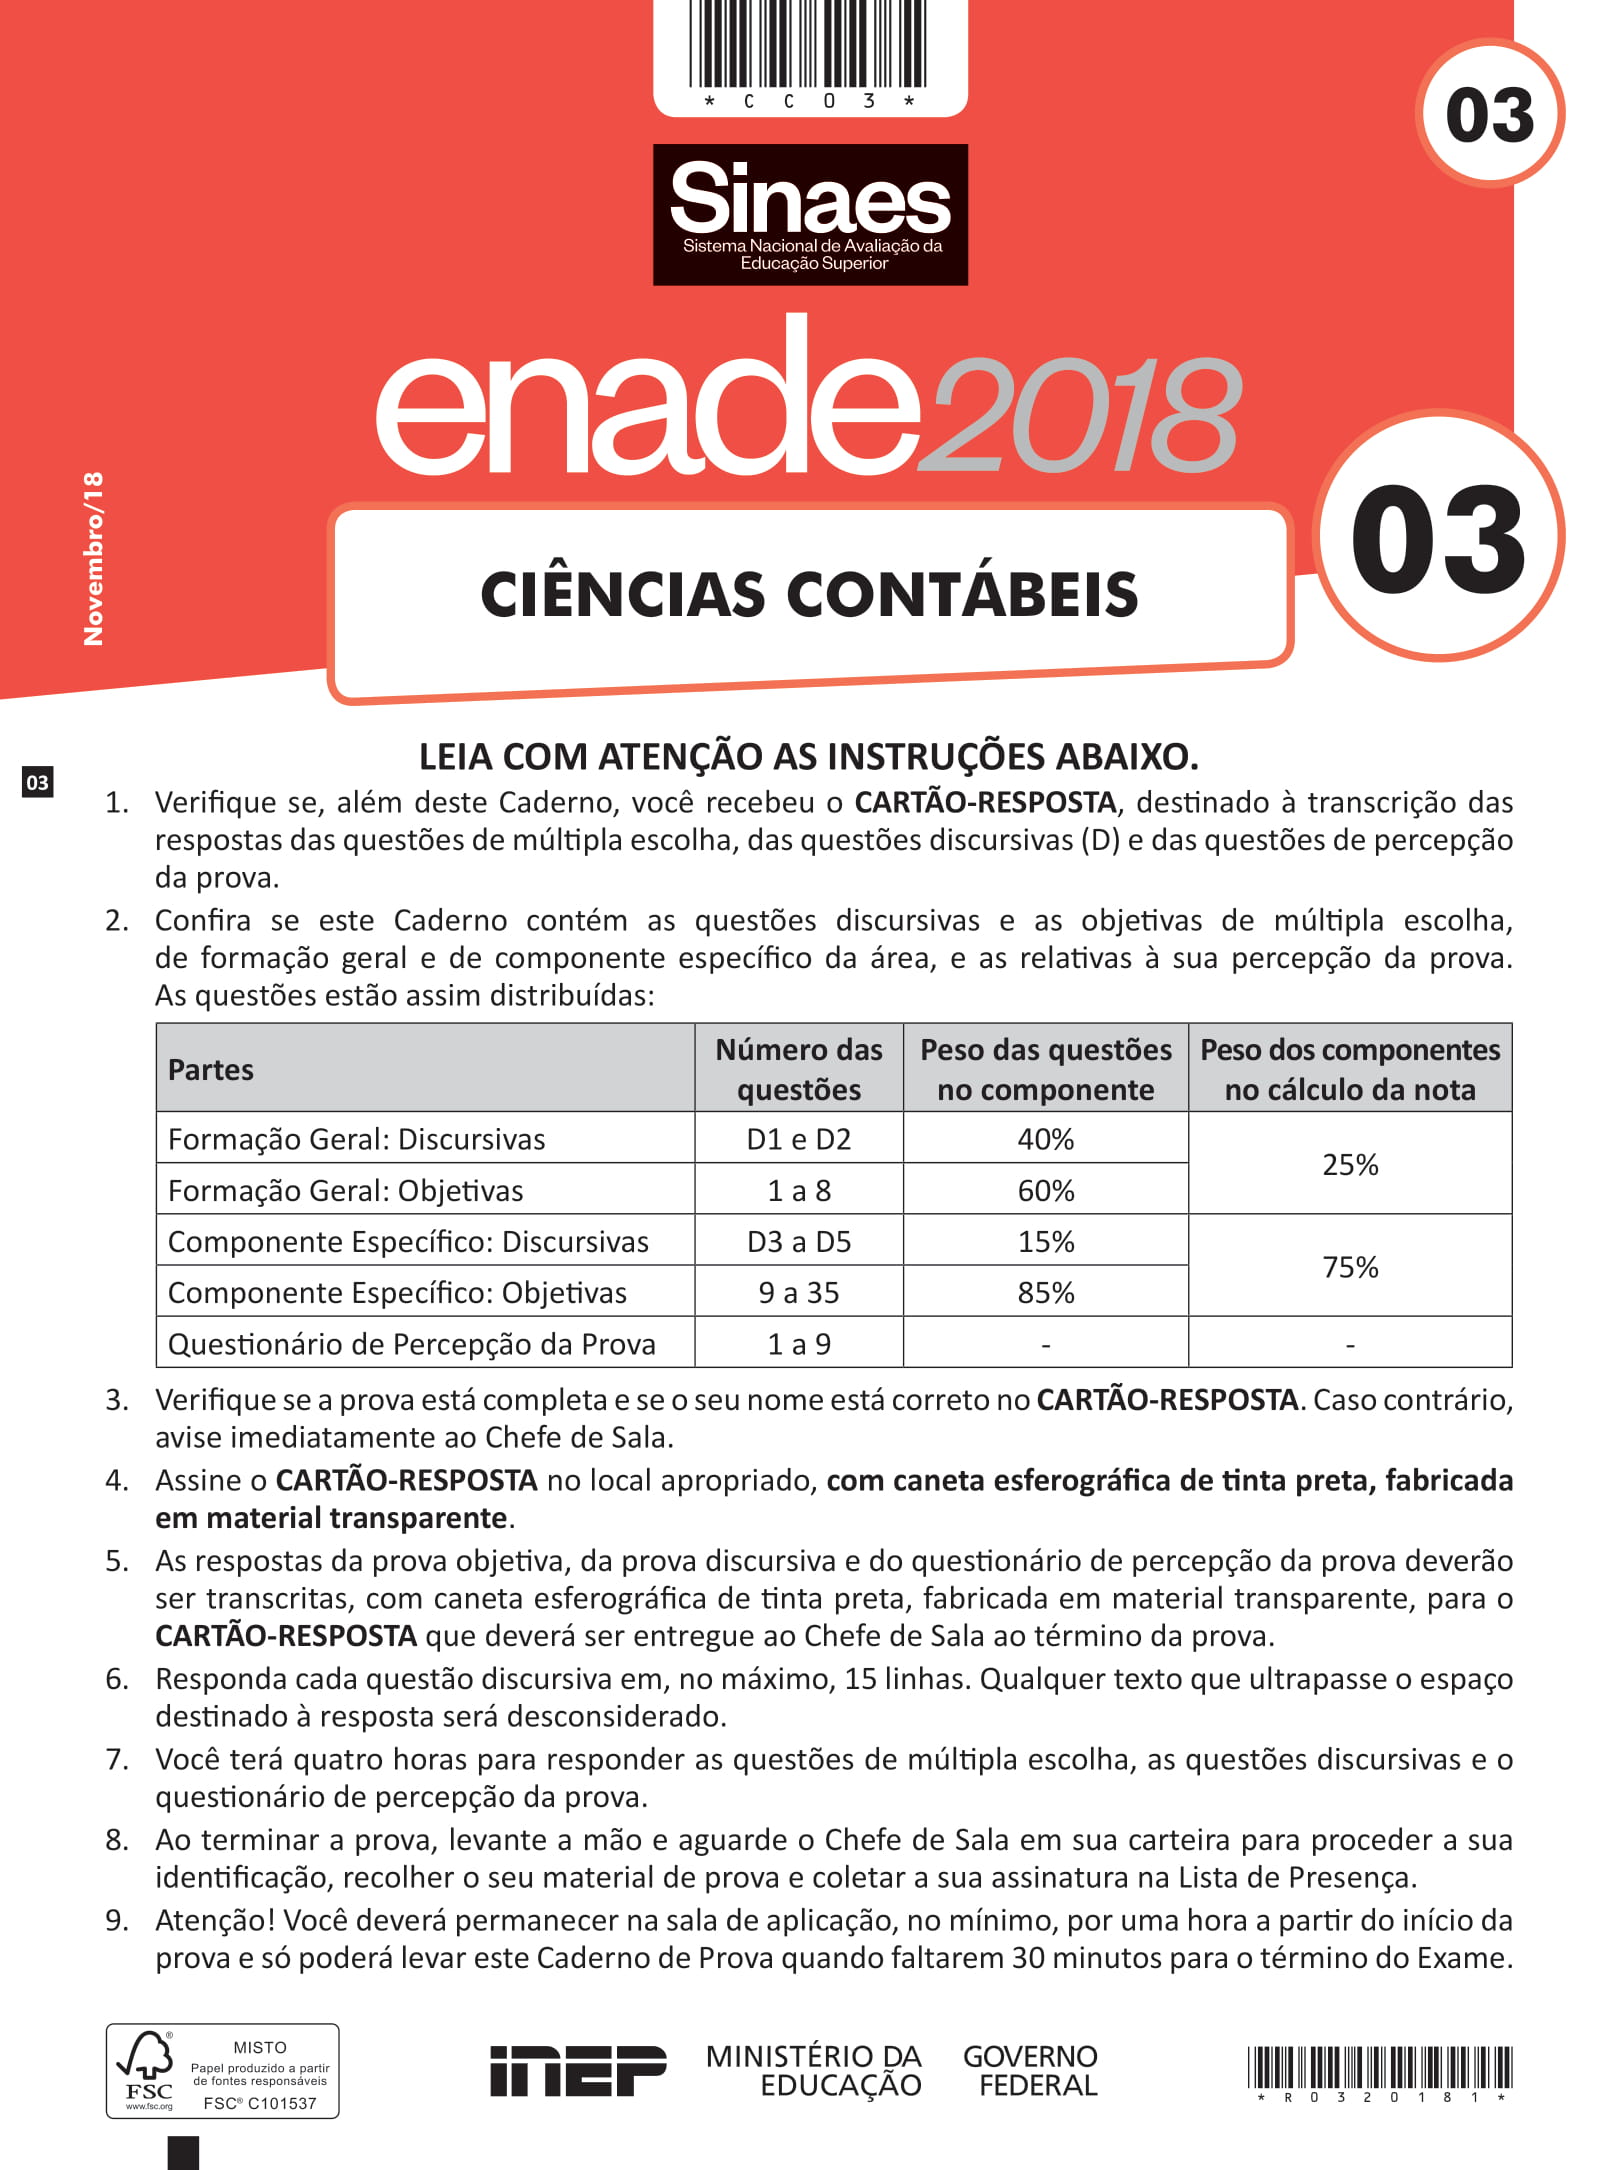 * C C 0 3 *
03
Sinaes
Sistema Nacional de Avaliação da
Educação Superior
enade2018
Novembro/18
03
CIÊNCIAS CONTÁBEIS
LEIA COM ATENÇÃO AS INSTRUÇÕES ABAIXO.
03
1. Verifique se, além deste Caderno, você recebeu o CARTÃO-RESPOSTA, destinado à transcrição das
respostas das questões de múltipla escolha, das questões discursivas (D) e das questões de percepção
da prova.
2. Confira se este Caderno contém as questões discursivas e as objetivas de múltipla escolha,
de formação geral e de componente específico da área, e as relativas à sua percepção da prova.
As questões estão assim distribuídas:
Partes Número das questões Peso das questões no componente Peso dos componentes no cálculo da nota
Formação Geral: Discursivas D1 e D2 40% 25%
Formação Geral: Objetivas 1 a 8 60%
Componente Específico: Discursivas D3 a D5 15% 75%
Componente Específico: Objetivas 9 a 35 85%
Questionário de Percepção da Prova 1 a 9 - -
3. Verifique se a prova está completa e se o seu nome está correto no CARTÃO-RESPOSTA. Caso contrário,
avise imediatamente ao Chefe de Sala.
4. Assine o CARTÃO-RESPOSTA no local apropriado, com caneta esferográfica de tinta preta, fabricada
em material transparente.
5. As respostas da prova objetiva, da prova discursiva e do questionário de percepção da prova deverão
ser transcritas, com caneta esferográfica de tinta preta, fabricada em material transparente, para o
CARTÃO-RESPOSTA que deverá ser entregue ao Chefe de Sala ao término da prova.
6. Responda cada questão discursiva em, no máximo, 15 linhas. Qualquer texto que ultrapasse o espaço
destinado à resposta será desconsiderado.
7. Você terá quatro horas para responder as questões de múltipla escolha, as questões discursivas e o
questionário de percepção da prova.
8. Ao terminar a prova, levante a mão e aguarde o Chefe de Sala em sua carteira para proceder a sua
identificação, recolher o seu material de prova e coletar a sua assinatura na Lista de Presença.
9. Atenção! Você deverá permanecer na sala de aplicação, no mínimo, por uma hora a partir do início da
prova e só poderá levar este Caderno de Prova quando faltarem 30 minutos para o término do Exame.
®
FSC
www.fsc.org
MISTO
Papel produzido a partir
de fontes responsáveis
FSC® C101537
INEP
MINISTÉRIO DA
EDUCAÇÃO
GOVERNO
FEDERAL
* R 0 3 2 0 1 8 1 *